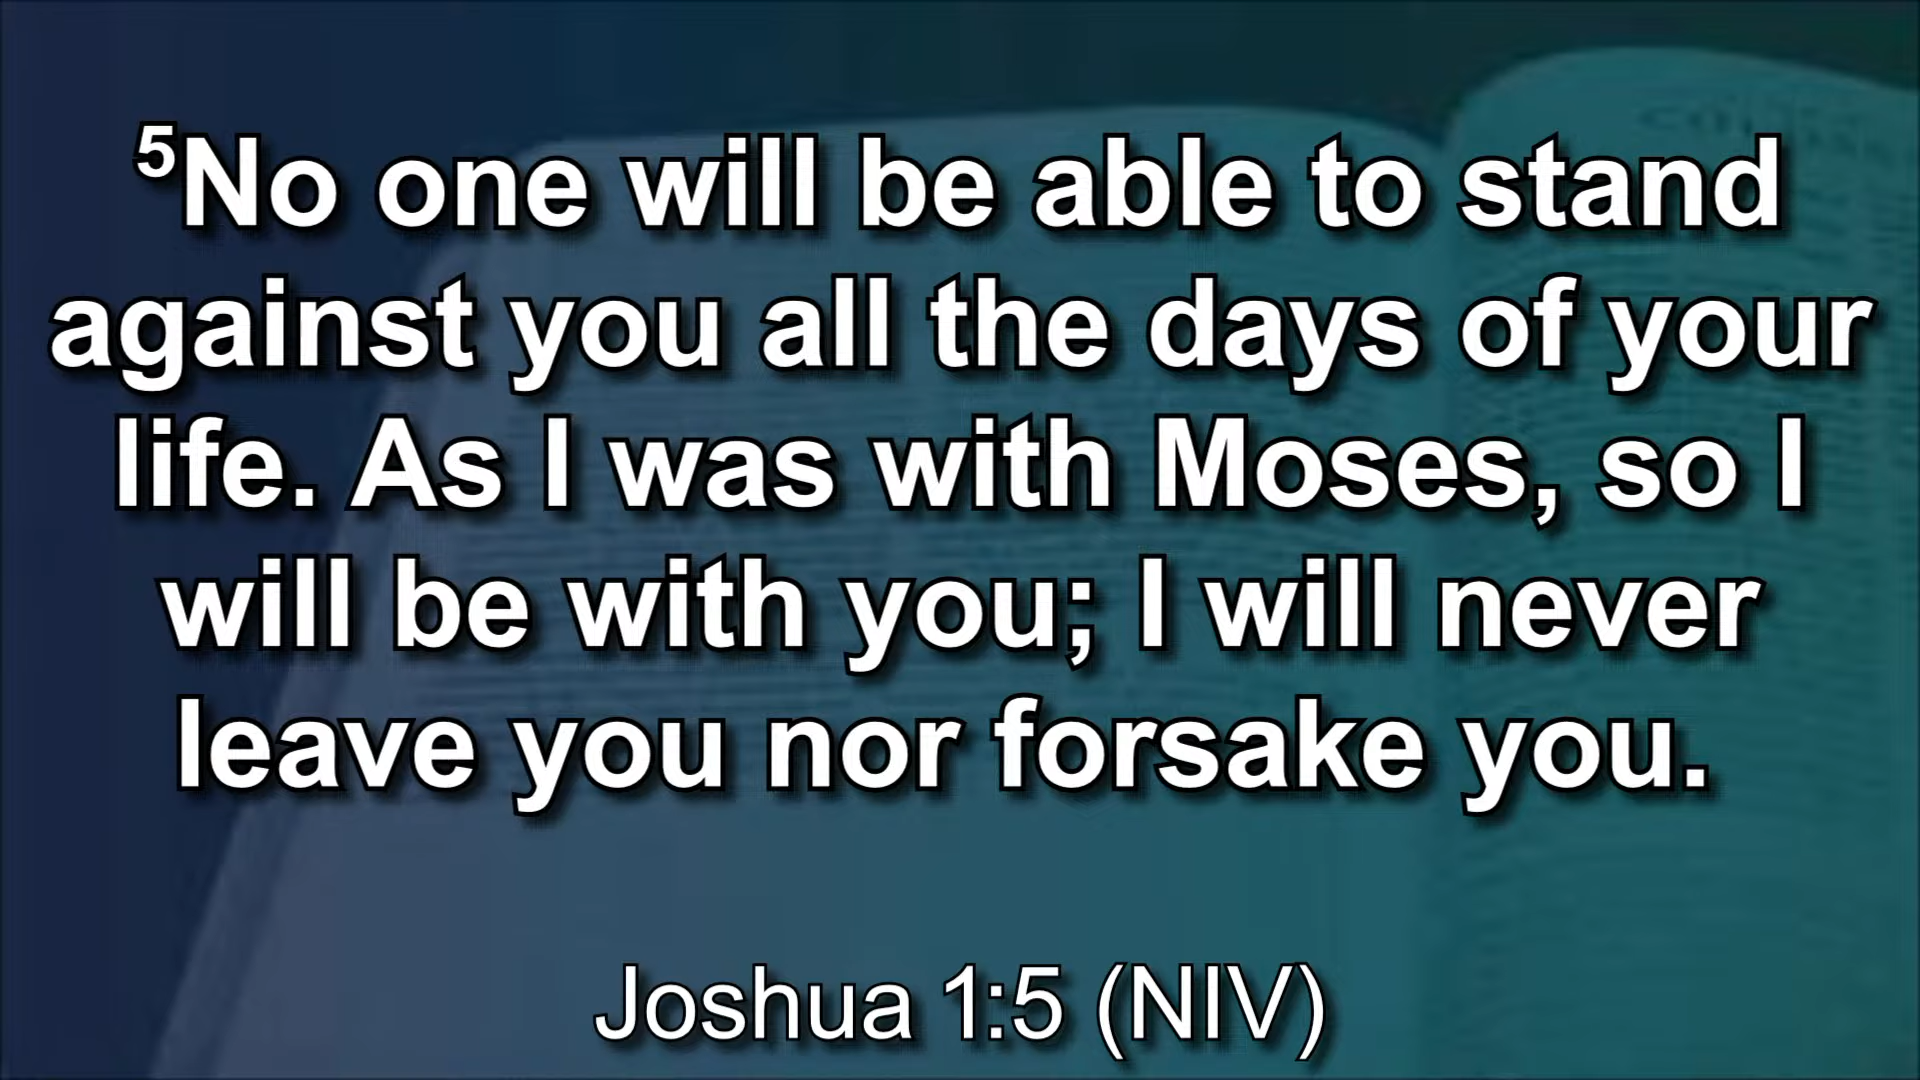 ⁵No one will be able to stand
against you all the days of your
life. As I was with Moses, so I
will be with you; I will never
leave you nor forsake you.
Joshua 1:5 (NIV)